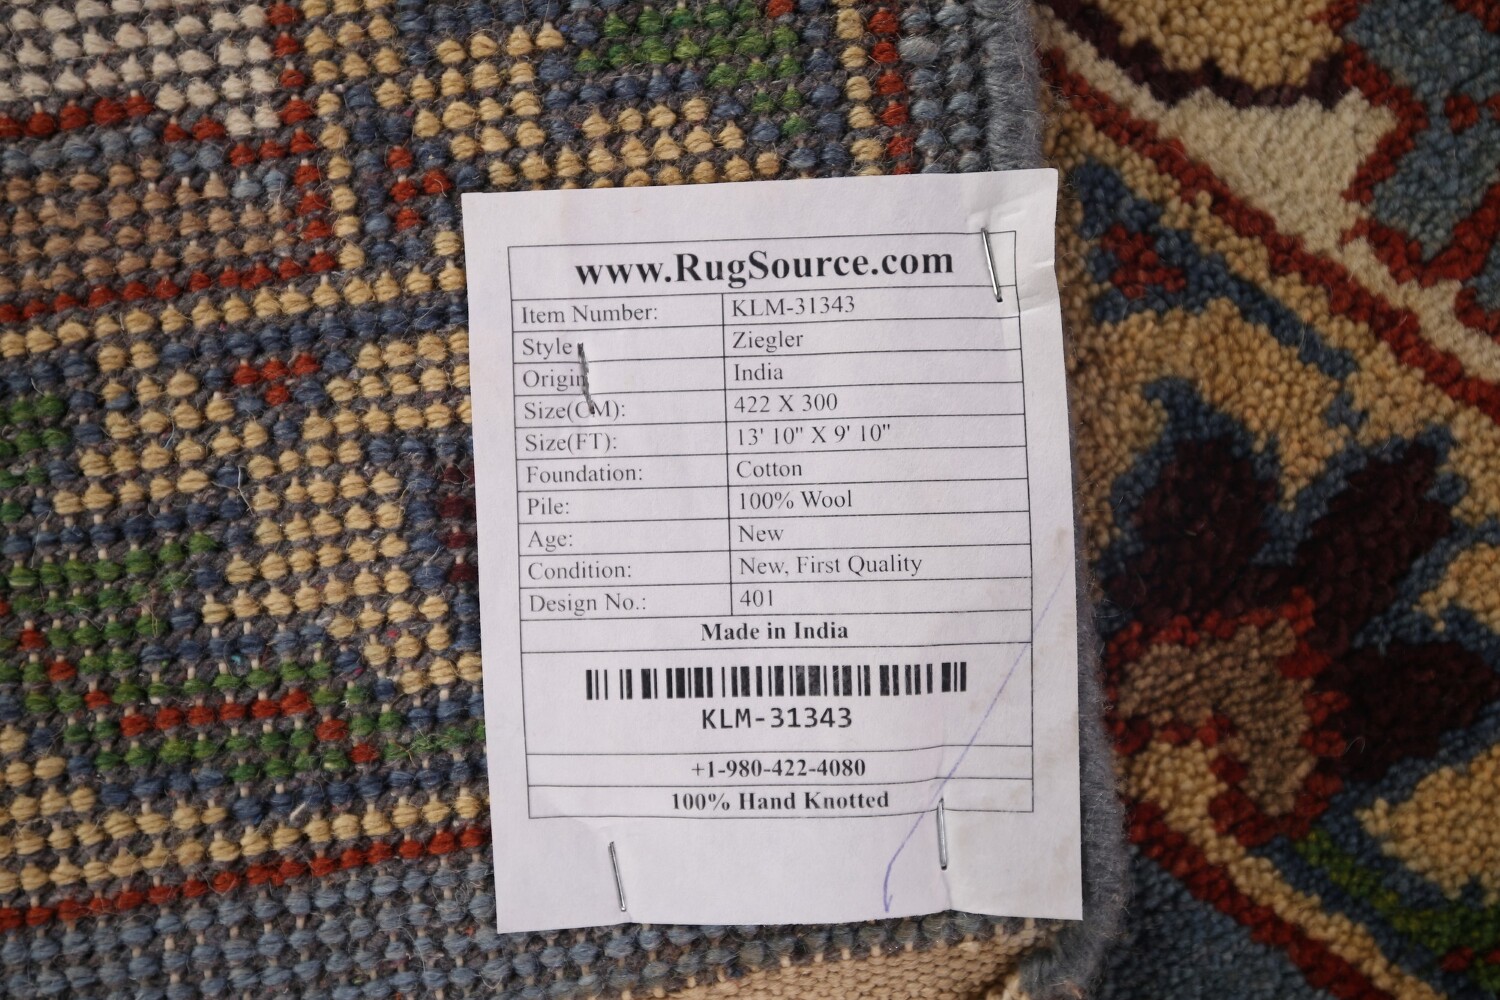 www.RugSource.com
Item Number: KLM-31343
Style: Ziegler
Origin: India
Size(CM): 422 X 300
Size(FT): 13' 10" X 9' 10"
Foundation: Cotton
Pile: 100% Wool
Age: New
Condition: New, First Quality
Design No.: 401
Made in India
KLM-31343
+1-980-422-4080
100% Hand Knotted